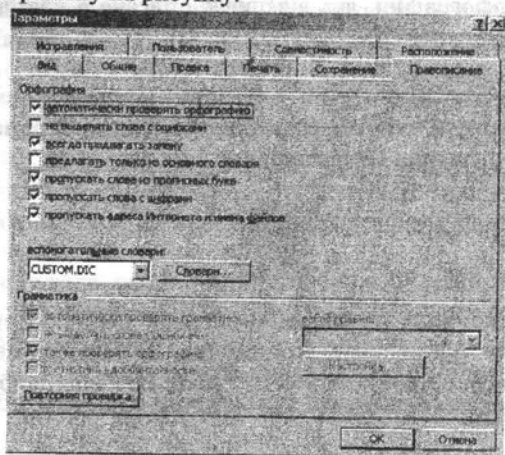 рисунку.
Параметры
Исправления Пользователь Совместимость Расположение
Вид Общие Правка Печать Сохранение Правописание
Орфография
автоматически проверять орфографию
не выделять слова с ошибками
всегда предлагать замену
предлагать только из основного словаря
пропускать слова из прописных букв
пропускать слова с цифрами
пропускать адреса Интернета и имена файлов
вспомогательные словари:
CUSTOM.DIC Словари...
Грамматика
автоматически проверять грамматику
также проверять орфографию
Настройка...
Повторная проверка
ОК Отмена